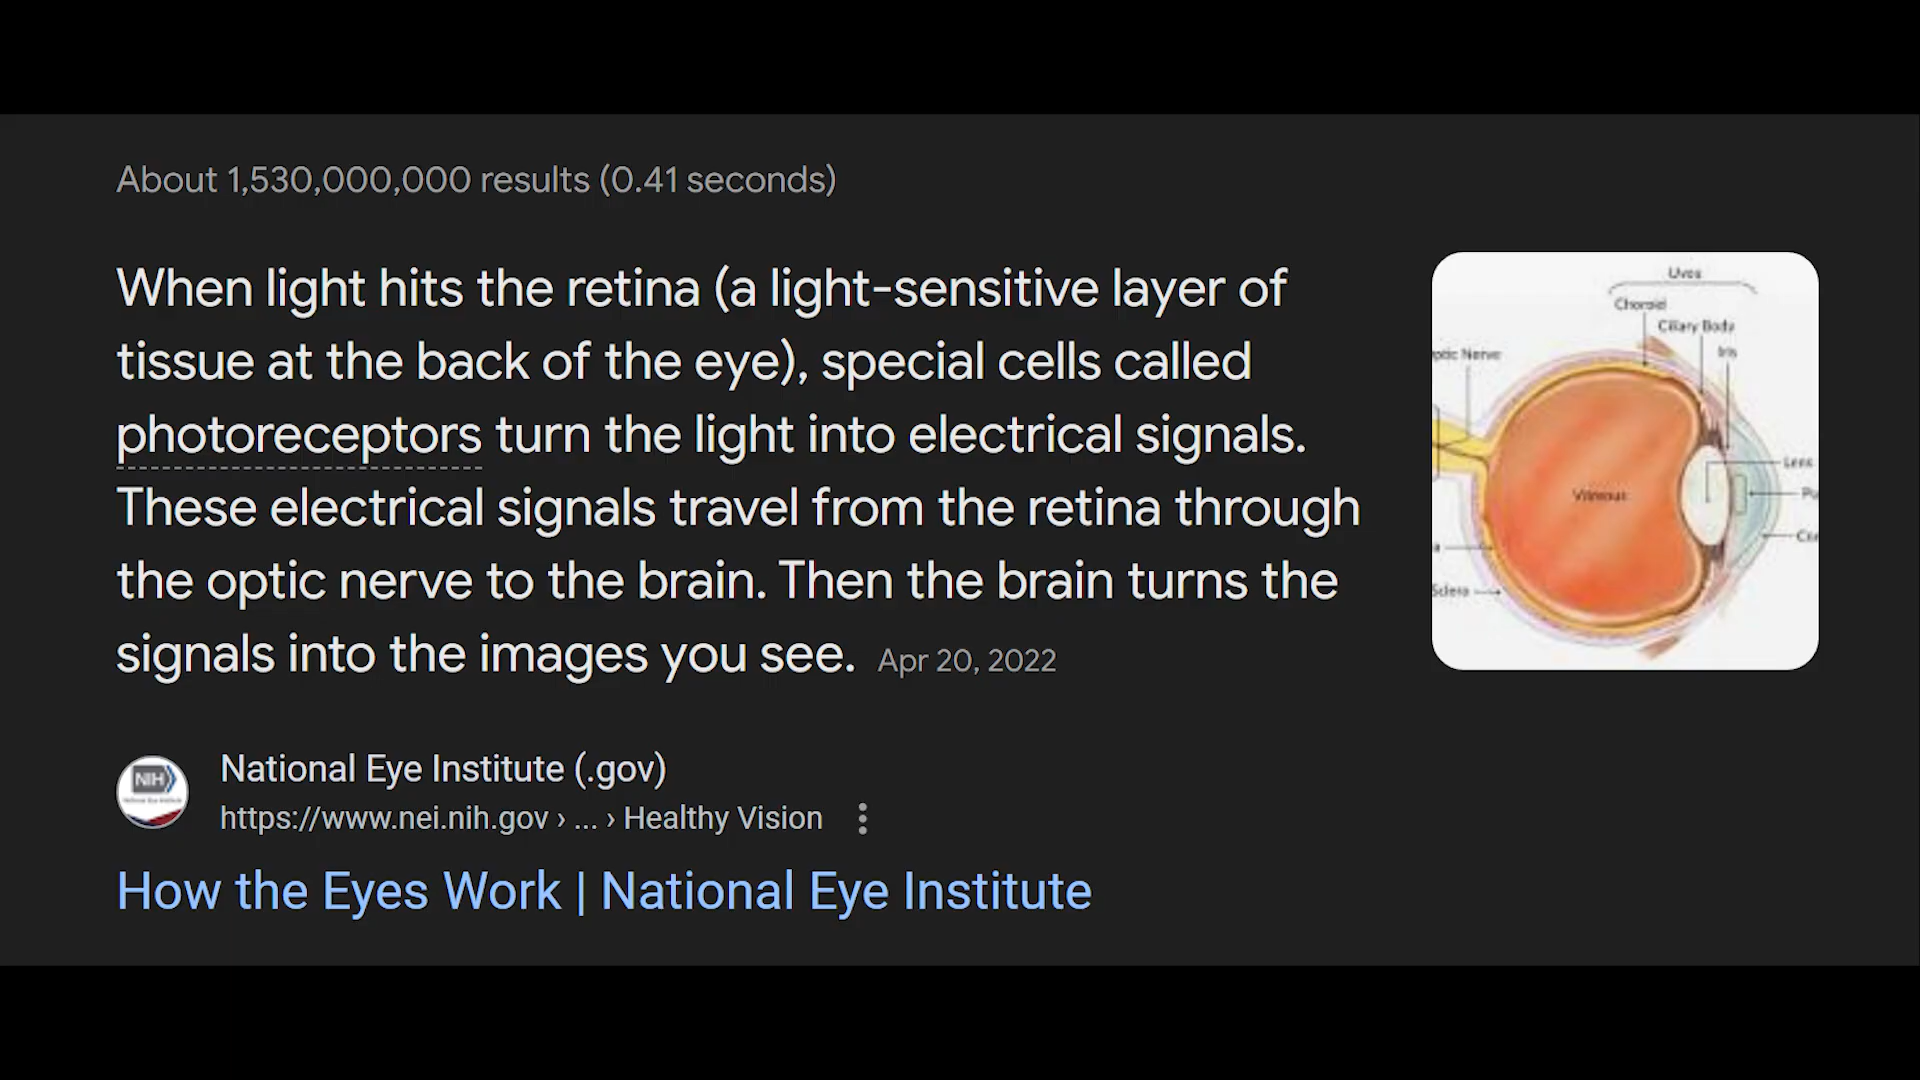 About 1,530,000,000 results (0.41 seconds)
When light hits the retina (a light-sensitive layer of
tissue at the back of the eye), special cells called
photoreceptors turn the light into electrical signals.
These electrical signals travel from the retina through
the optic nerve to the brain. Then the brain turns the
signals into the images you see. Apr 20, 2022
Uvea
Choroid
Ciliary Body
Iris
ptic Nerve
Lens
Vitreous
Sclera
NIH
National Eye Institute (.gov)
https://www.nei.nih.gov › ... › Healthy Vision
How the Eyes Work | National Eye Institute